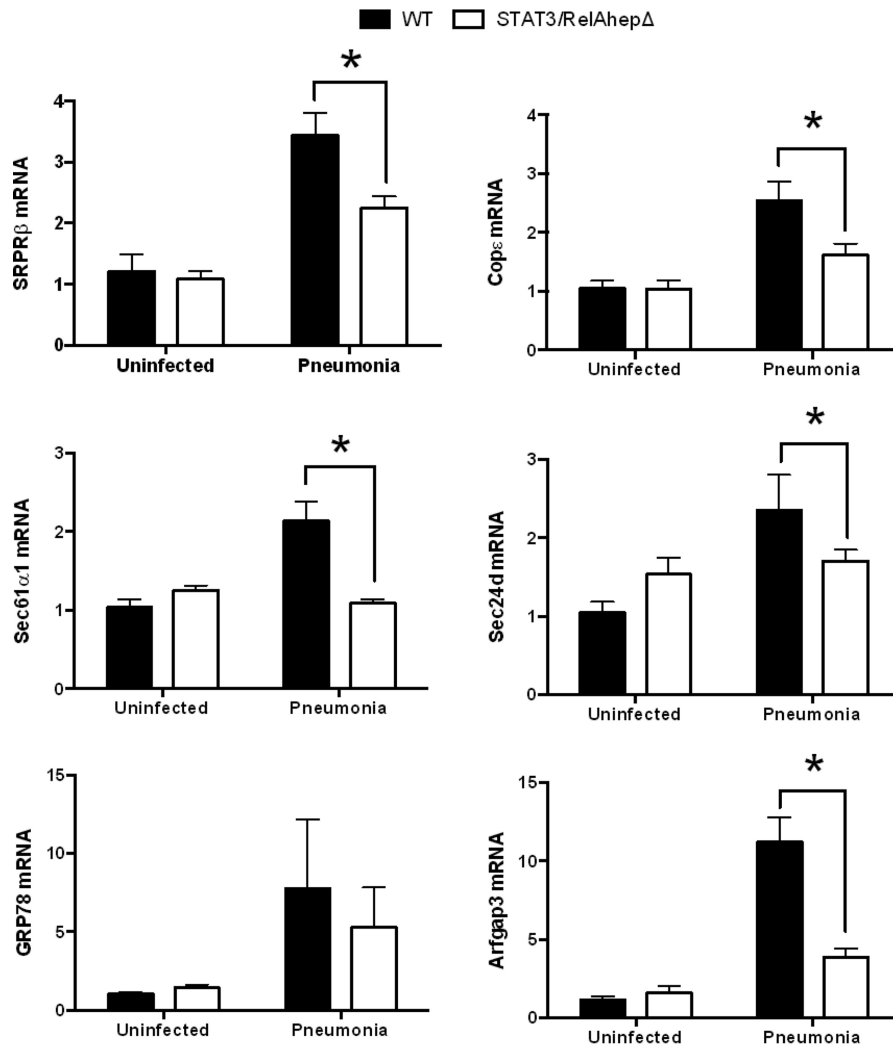 WT STAT3/RelAhepΔ
*
SRPRβ mRNA
4
3
2
1
0
Uninfected Pneumonia
*
Copε mRNA
4
3
2
1
0
Uninfected Pneumonia
*
Sec61α1 mRNA
3
2
1
0
Uninfected Pneumonia
*
Sec24d mRNA
3
2
1
0
Uninfected Pneumonia
GRP78 mRNA
15
10
5
0
Uninfected Pneumonia
*
Arfgap3 mRNA
15
10
5
0
Uninfected Pneumonia